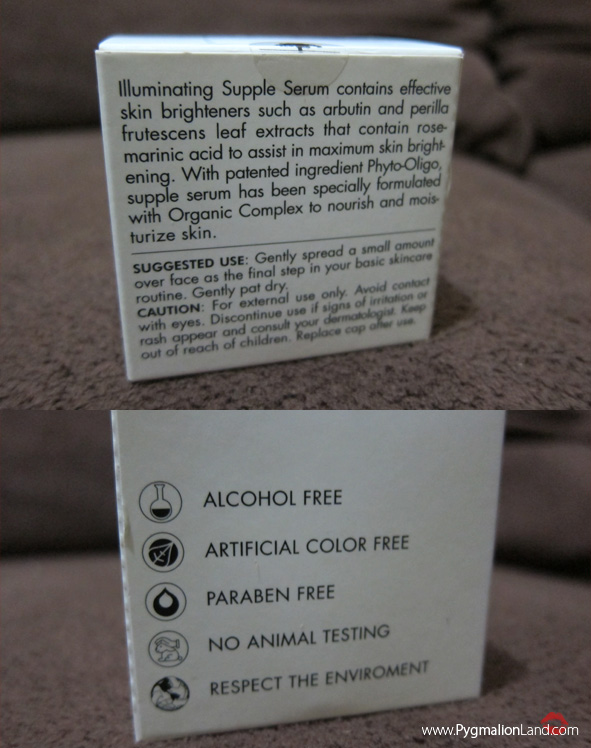 Illuminating Supple Serum contains effective
skin brighteners such as arbutin and perilla
frutescens leaf extracts that contain rose-
marinic acid to assist in maximum skin bright-
ening. With patented ingredient Phyto-Oligo,
supple serum has been specially formulated
with Organic Complex to nourish and mois-
turize skin.
SUGGESTED USE: Gently spread a small amount
over face as the final step in your basic skincare
routine. Gently pat dry.
CAUTION: For external use only. Avoid contact
with eyes. Discontinue use if signs of irritation or
rash appear and consult your dermatologist. Keep
out of reach of children. Replace cap after use.
ALCOHOL FREE
ARTIFICIAL COLOR FREE
PARABEN FREE
NO ANIMAL TESTING
RESPECT THE ENVIROMENT
www.PygmalionLand.com